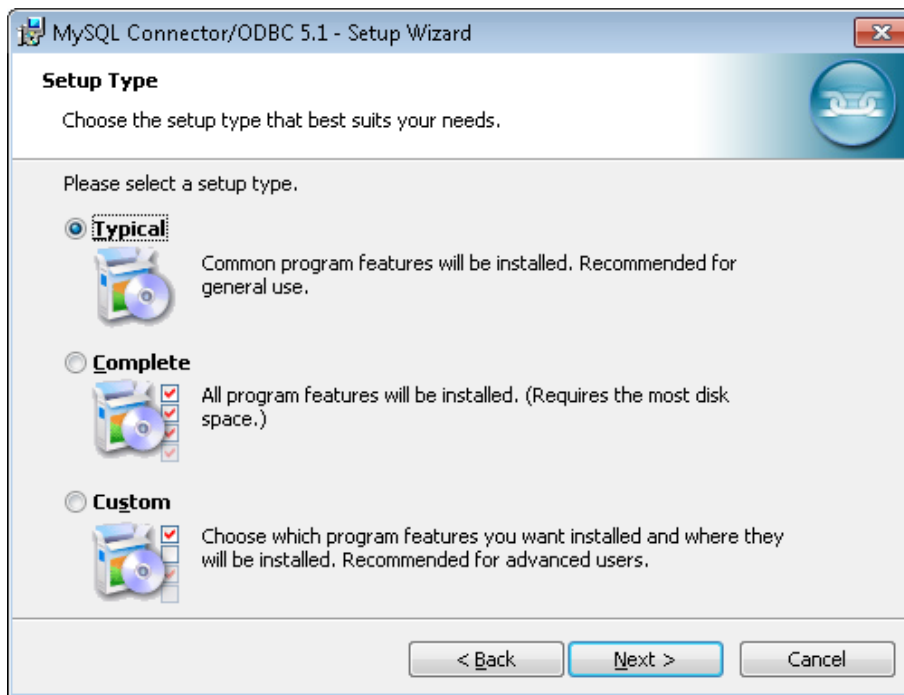 MySQL Connector/ODBC 5.1 - Setup Wizard
Setup Type
Choose the setup type that best suits your needs.
Please select a setup type.
Typical
Common program features will be installed. Recommended for
general use.
Complete
All program features will be installed. (Requires the most disk
space.)
Custom
Choose which program features you want installed and where they
will be installed. Recommended for advanced users.
< Back Next > Cancel